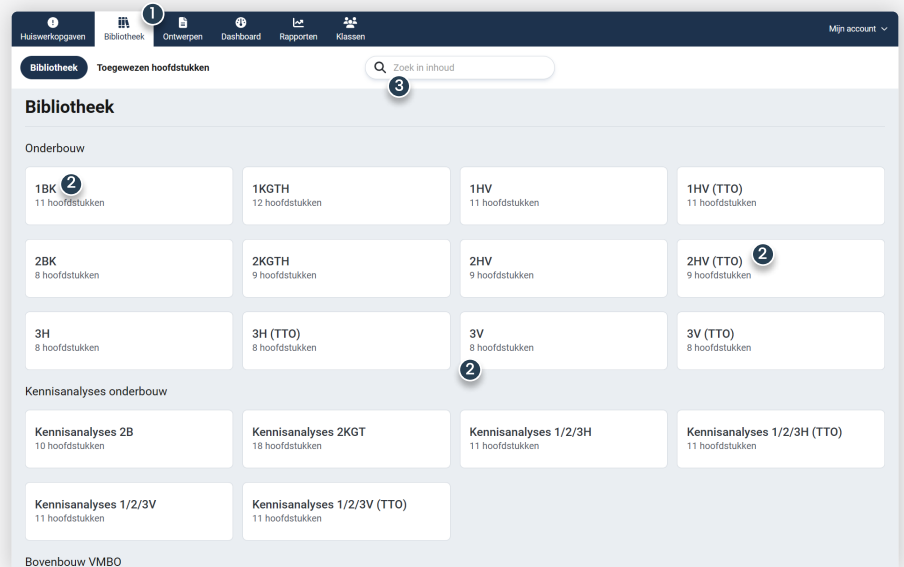 1
Huiswerkopgaven Bibliotheek Ontwerpen Dashboard Rapporten Klassen Mijn account
Bibliotheek Toegewezen hoofdstukken Zoek in inhoud
3
Bibliotheek
Onderbouw
1BK 2 1KGTH 1HV 1HV (TTO)
11 hoofdstukken 12 hoofdstukken 11 hoofdstukken 11 hoofdstukken
2BK 2KGTH 2HV 2HV (TTO) 2
8 hoofdstukken 9 hoofdstukken 9 hoofdstukken 9 hoofdstukken
3H 3H (TTO) 3V 3V (TTO)
8 hoofdstukken 8 hoofdstukken 8 hoofdstukken 8 hoofdstukken
2
Kennisanalyses onderbouw
Kennisanalyses 2B Kennisanalyses 2KGT Kennisanalyses 1/2/3H Kennisanalyses 1/2/3H (TTO)
10 hoofdstukken 18 hoofdstukken 11 hoofdstukken 11 hoofdstukken
Kennisanalyses 1/2/3V Kennisanalyses 1/2/3V (TTO)
11 hoofdstukken 11 hoofdstukken
Bovenbouw VMBO